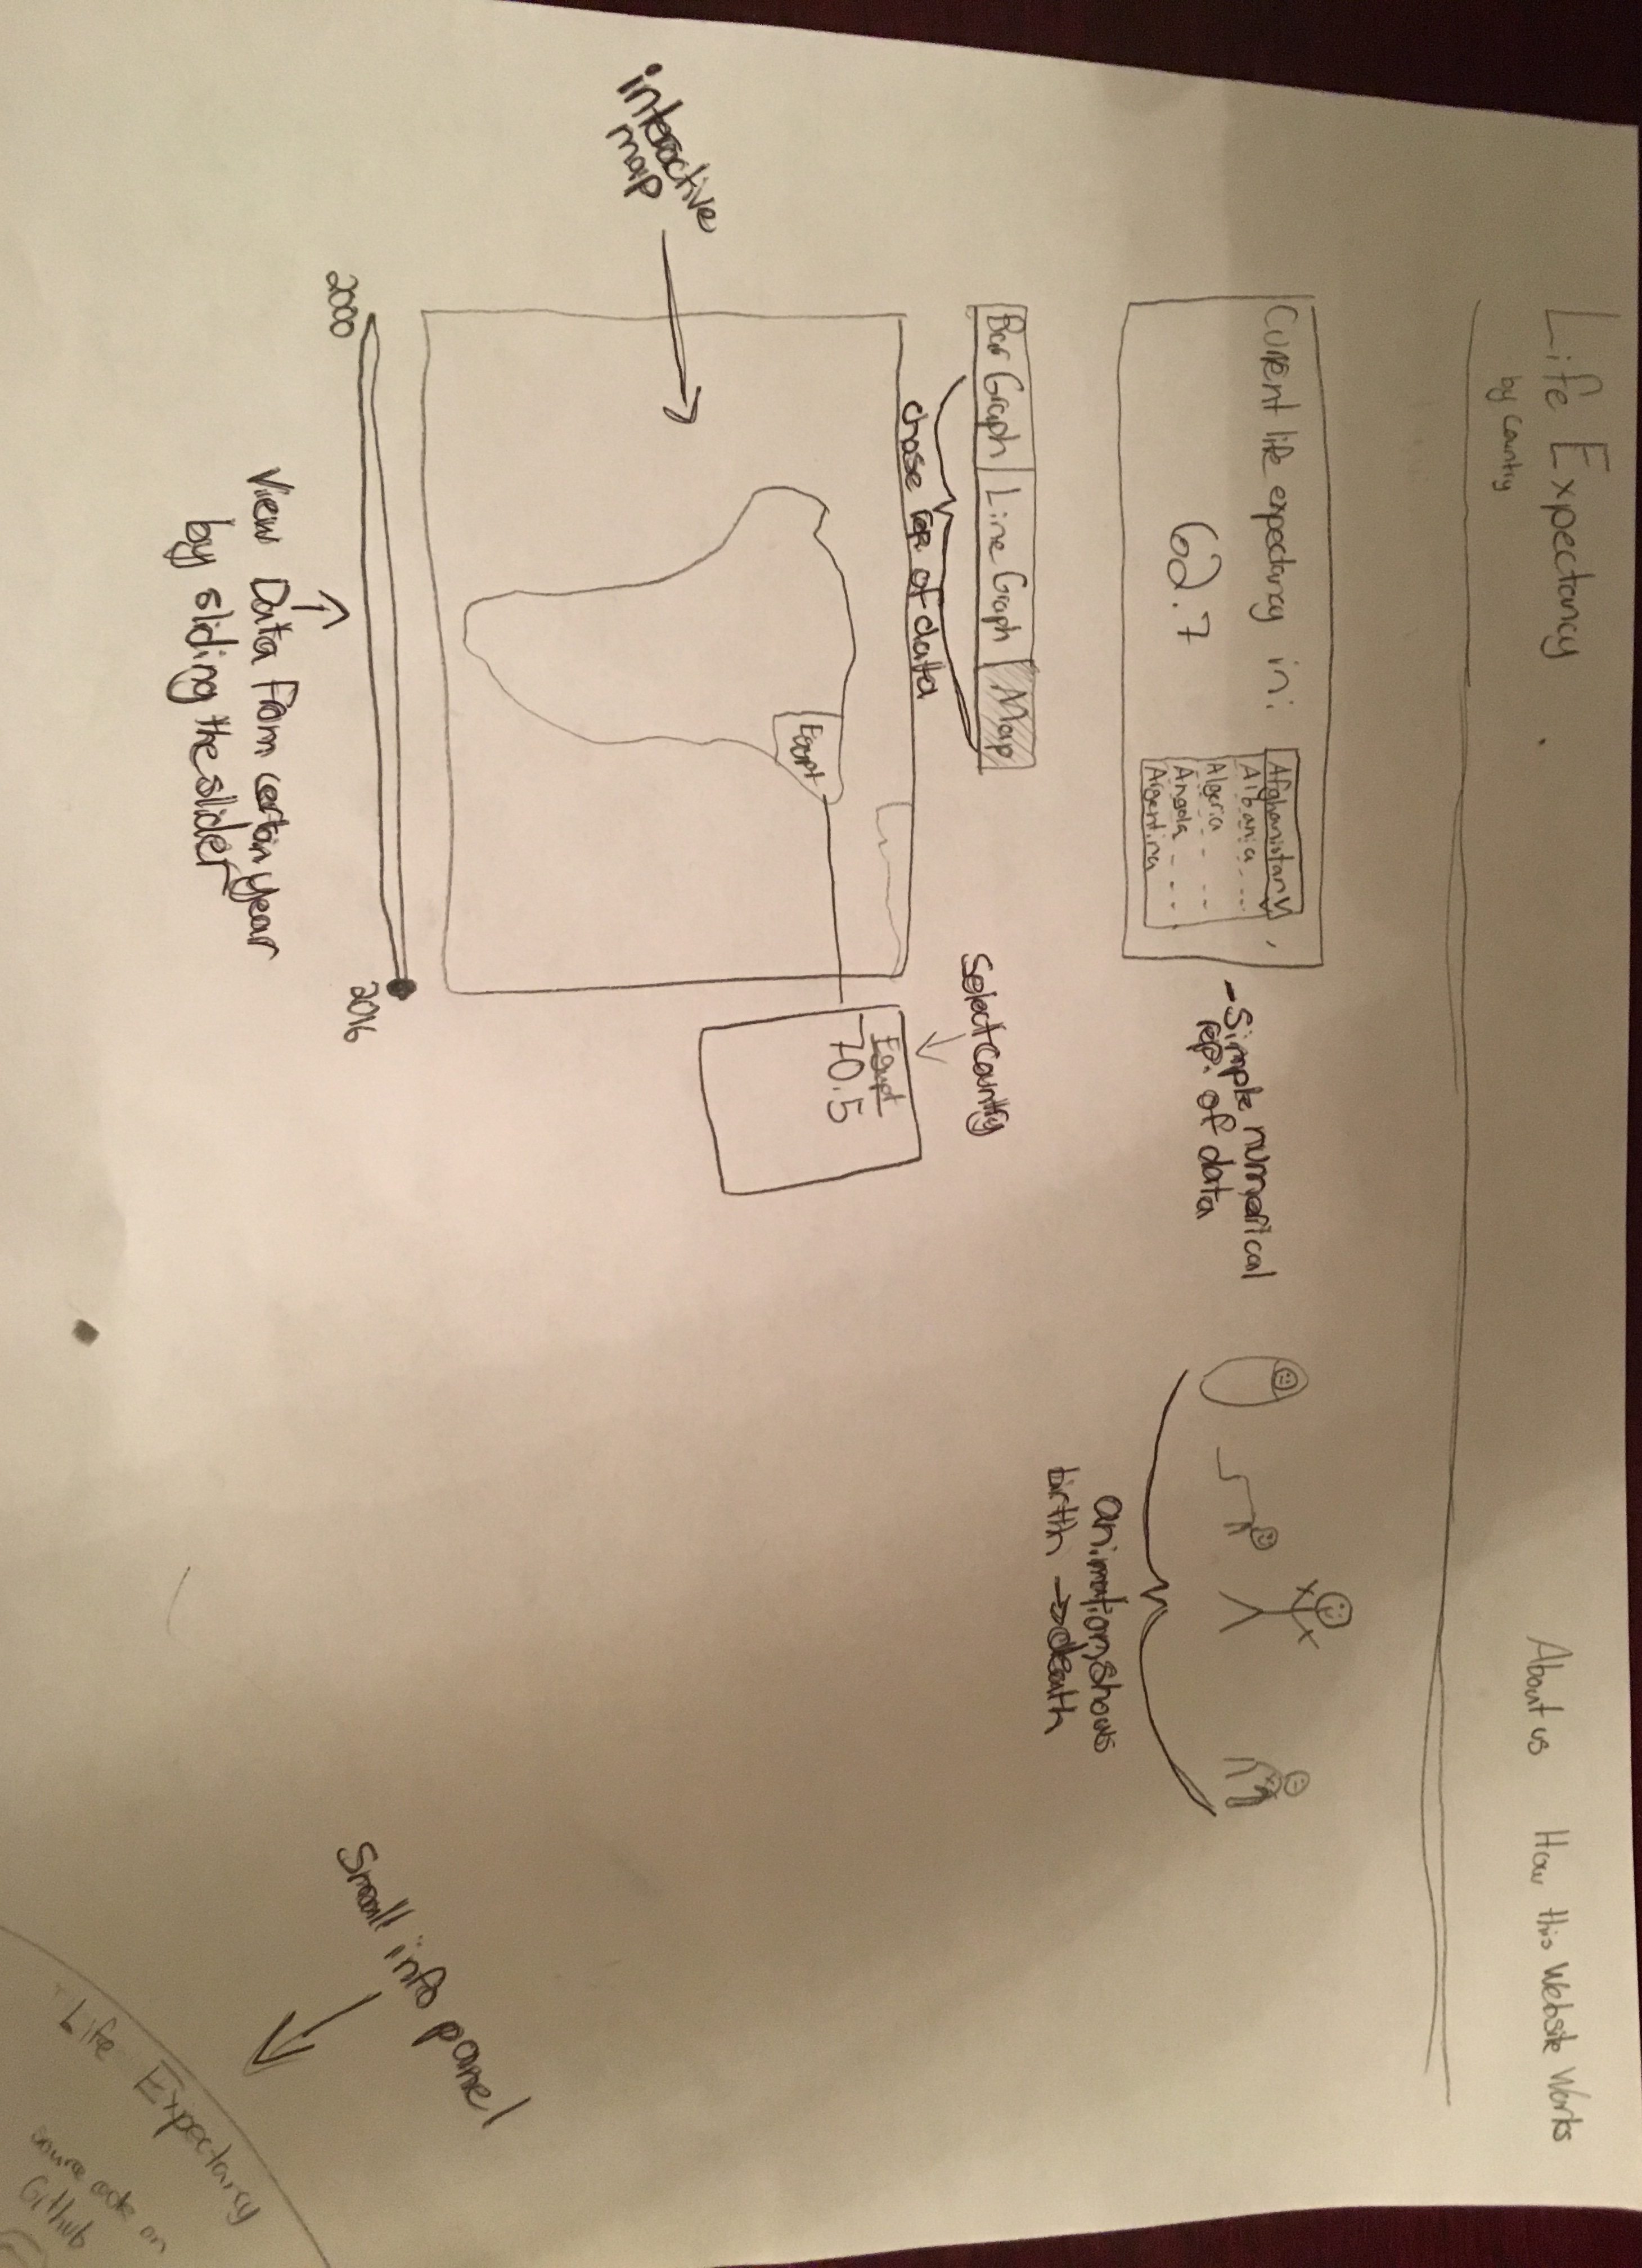 Life Expectancy
by country
About us
How this Website Works
Current life expectancy in:
Afghanistan
Albania
Algeria
Angola
Argentina
62.7
- Simple numerical
rep. of data
animation, shows
birth → death
Bar Graph
Line Graph
Map
chose rep of data
Select Country
Egypt
70.5
Egypt
interactive
map
2000
2016
View Data From certain year
by sliding the slider
Small info panel
Life Expectancy
source code on
Github